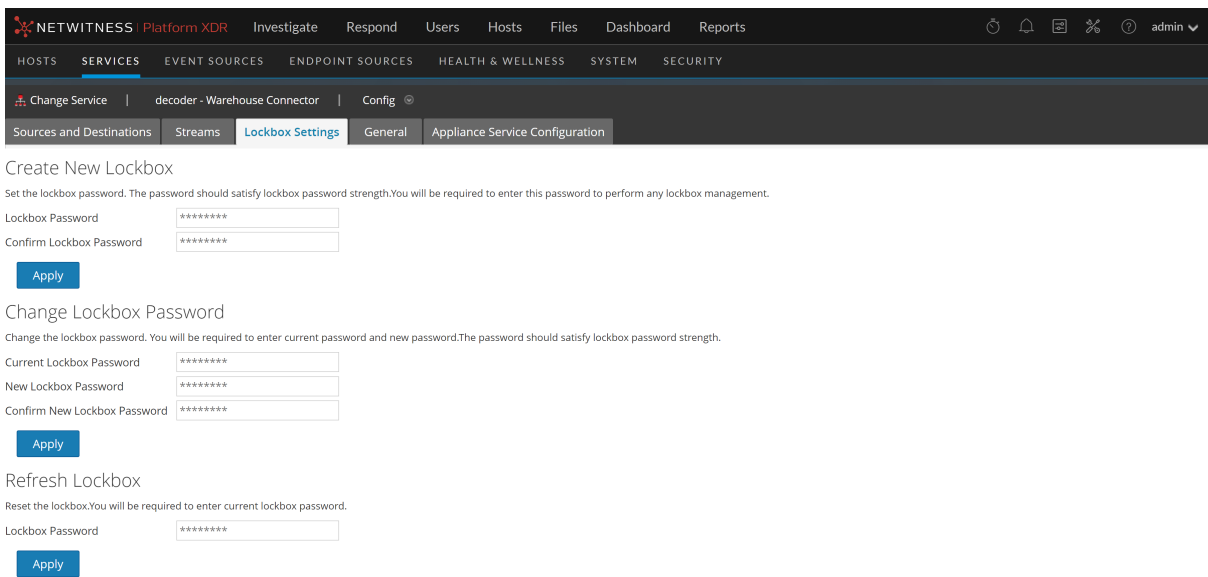 NETWITNESS Platform XDR Investigate Respond Users Hosts Files Dashboard Reports admin
HOSTS SERVICES EVENT SOURCES ENDPOINT SOURCES HEALTH & WELLNESS SYSTEM SECURITY
Change Service | decoder - Warehouse Connector | Config
Sources and Destinations Streams Lockbox Settings General Appliance Service Configuration
Create New Lockbox
Set the lockbox password. The password should satisfy lockbox password strength.You will be required to enter this password to perform any lockbox management.
Lockbox Password ********
Confirm Lockbox Password ********
Apply
Change Lockbox Password
Change the lockbox password. You will be required to enter current password and new password.The password should satisfy lockbox password strength.
Current Lockbox Password ********
New Lockbox Password ********
Confirm New Lockbox Password ********
Apply
Refresh Lockbox
Reset the lockbox.You will be required to enter current lockbox password.
Lockbox Password ********
Apply